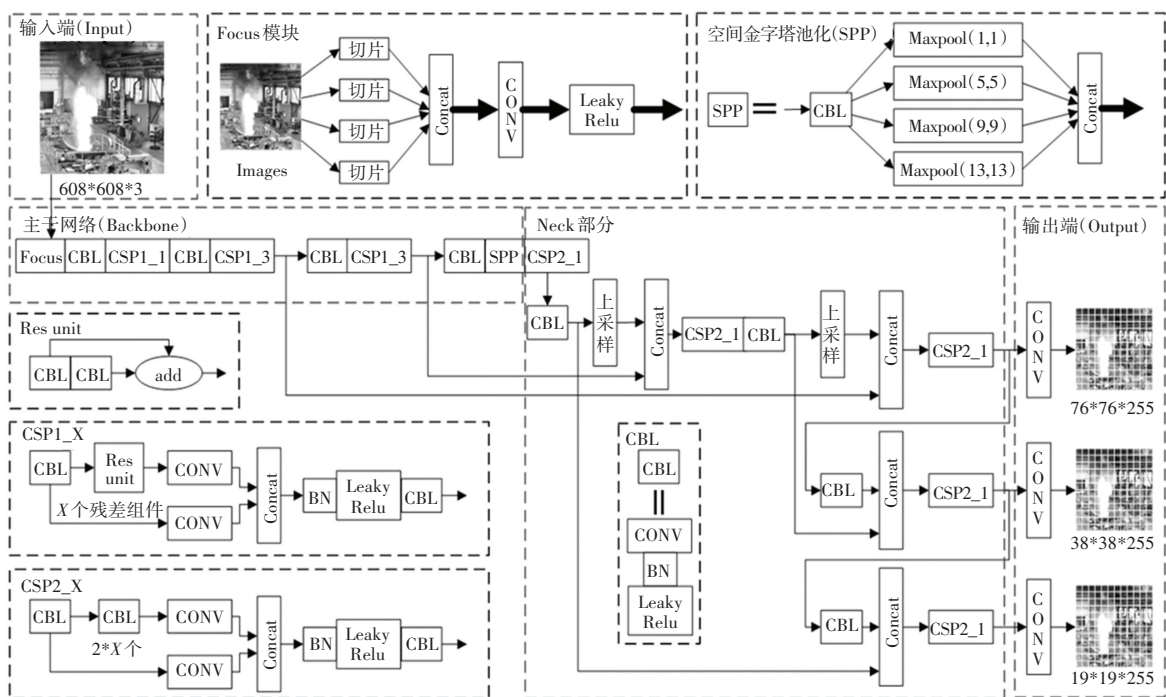 输入端(Input)
608*608*3
Focus模块
Images
切片
切片
切片
切片
Concat
CONV
Leaky
Relu
空间金字塔池化(SPP)
SPP
=
CBL
Maxpool(1,1)
Maxpool(5,5)
Maxpool(9,9)
Maxpool(13,13)
Concat
主干网络(Backbone)
Focus CBL CSP1_1 CBL CSP1_3
CBL CSP1_3
CBL SPP CSP2_1
Neck部分
CBL
上采样
Concat
CSP2_1 CBL
上采样
Concat
CSP2_1
CBL
Concat
CSP2_1
CBL
Concat
CSP2_1
输出端(Output)
CONV
76*76*255
CONV
38*38*255
CONV
19*19*255
Res unit
CBL CBL
add
CSP1_X
CBL
Res
unit
CONV
X个残差组件
CONV
Concat
BN
Leaky
Relu
CBL
CSP2_X
CBL
CBL
CONV
2*X个
CONV
Concat
BN
Leaky
Relu
CBL
CBL
CBL
=
CONV
BN
Leaky
Relu